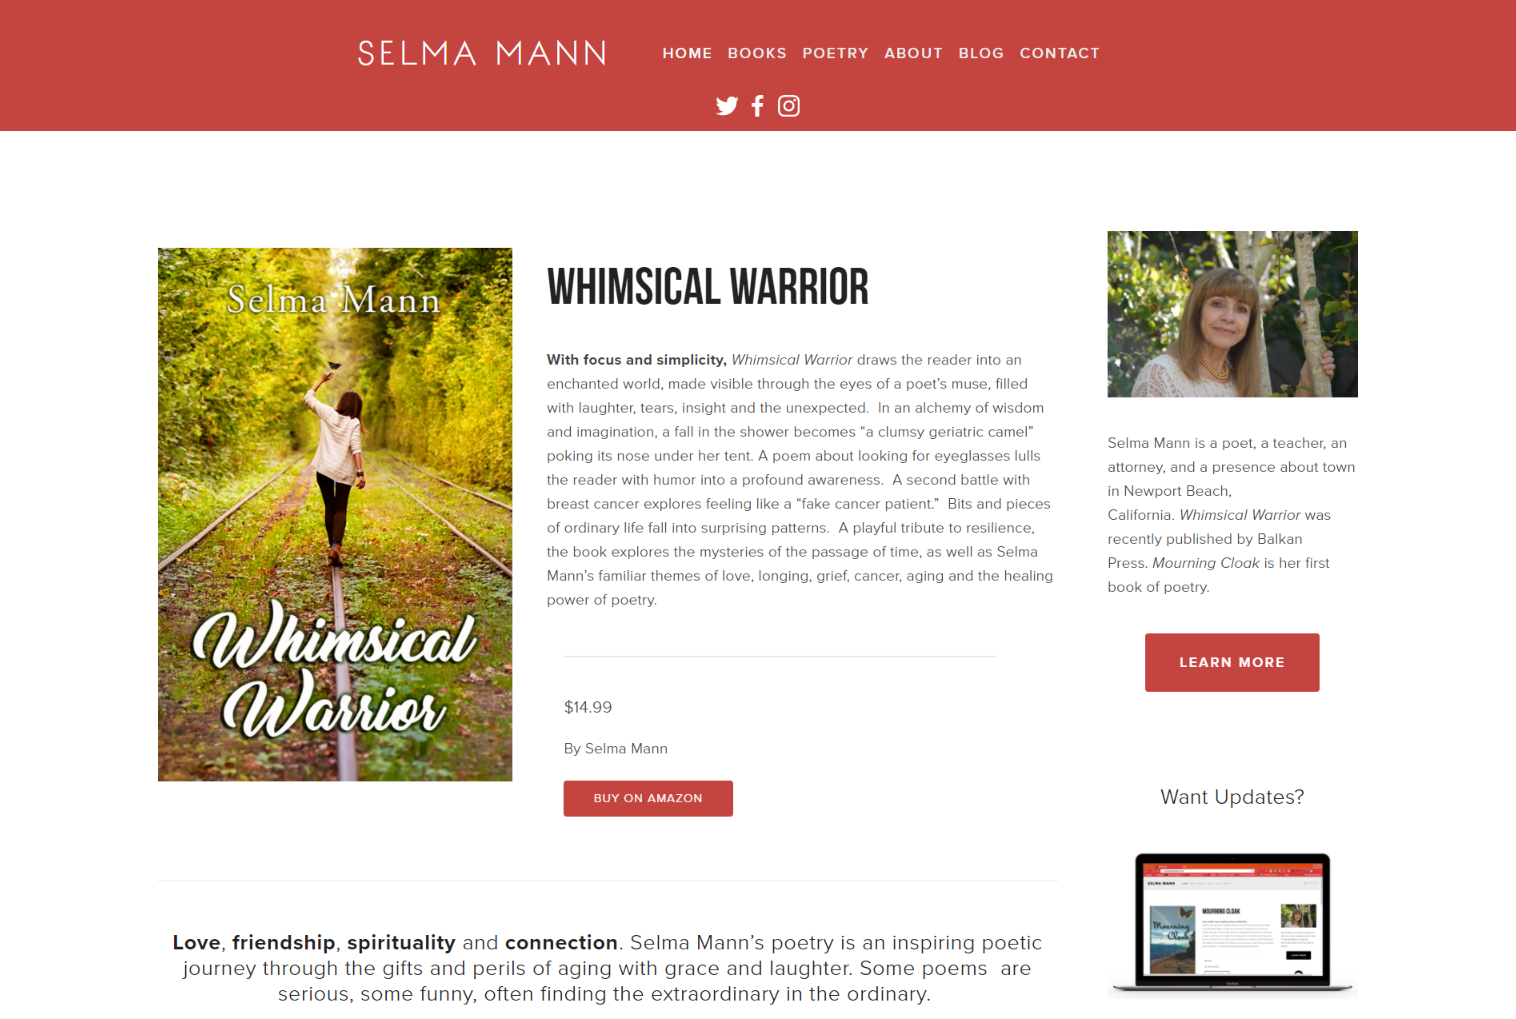 SELMA MANN
HOME BOOKS POETRY ABOUT BLOG CONTACT
Selma Mann
Whimsical
Warrior
WHIMSICAL WARRIOR
With focus and simplicity, Whimsical Warrior draws the reader into an
enchanted world, made visible through the eyes of a poet’s muse, filled
with laughter, tears, insight and the unexpected.  In an alchemy of wisdom
and imagination, a fall in the shower becomes “a clumsy geriatric camel”
poking its nose under her tent. A poem about looking for eyeglasses lulls
the reader with humor into a profound awareness.  A second battle with
breast cancer explores feeling like a “fake cancer patient.”  Bits and pieces
of ordinary life fall into surprising patterns.  A playful tribute to resilience,
the book explores the mysteries of the passage of time, as well as Selma
Mann’s familiar themes of love, longing, grief, cancer, aging and the healing
power of poetry.
$14.99
By Selma Mann
BUY ON AMAZON
Love, friendship, spirituality and connection. Selma Mann’s poetry is an inspiring poetic
journey through the gifts and perils of aging with grace and laughter. Some poems  are
serious, some funny, often finding the extraordinary in the ordinary.
Selma Mann is a poet, a teacher, an
attorney, and a presence about town
in Newport Beach,
California. Whimsical Warrior was
recently published by Balkan
Press. Mourning Cloak is her first
book of poetry.
LEARN MORE
Want Updates?
SELMA MANN
MOURNING CLOAK
Mourning
Cloak